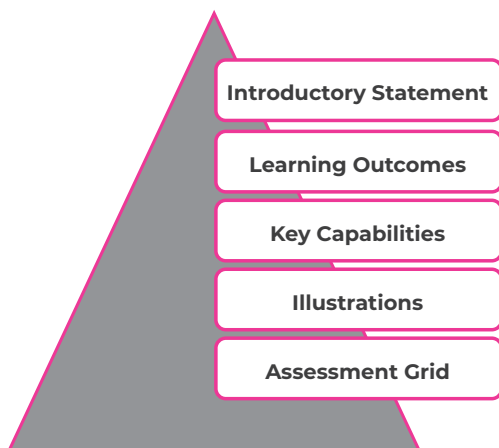 Introductory Statement
Learning Outcomes
Key Capabilities
Illustrations
Assessment Grid